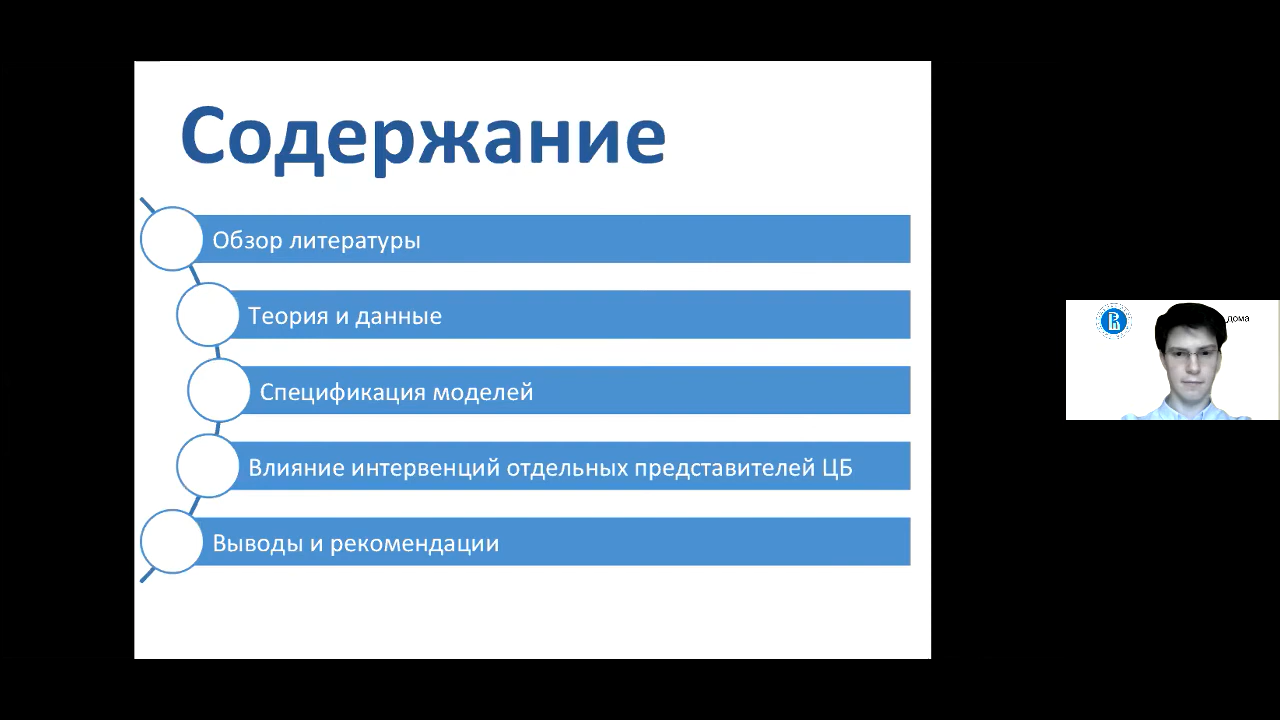 Содержание
Обзор литературы
Теория и данные
Спецификация моделей
Влияние интервенций отдельных представителей ЦБ
Выводы и рекомендации
дома